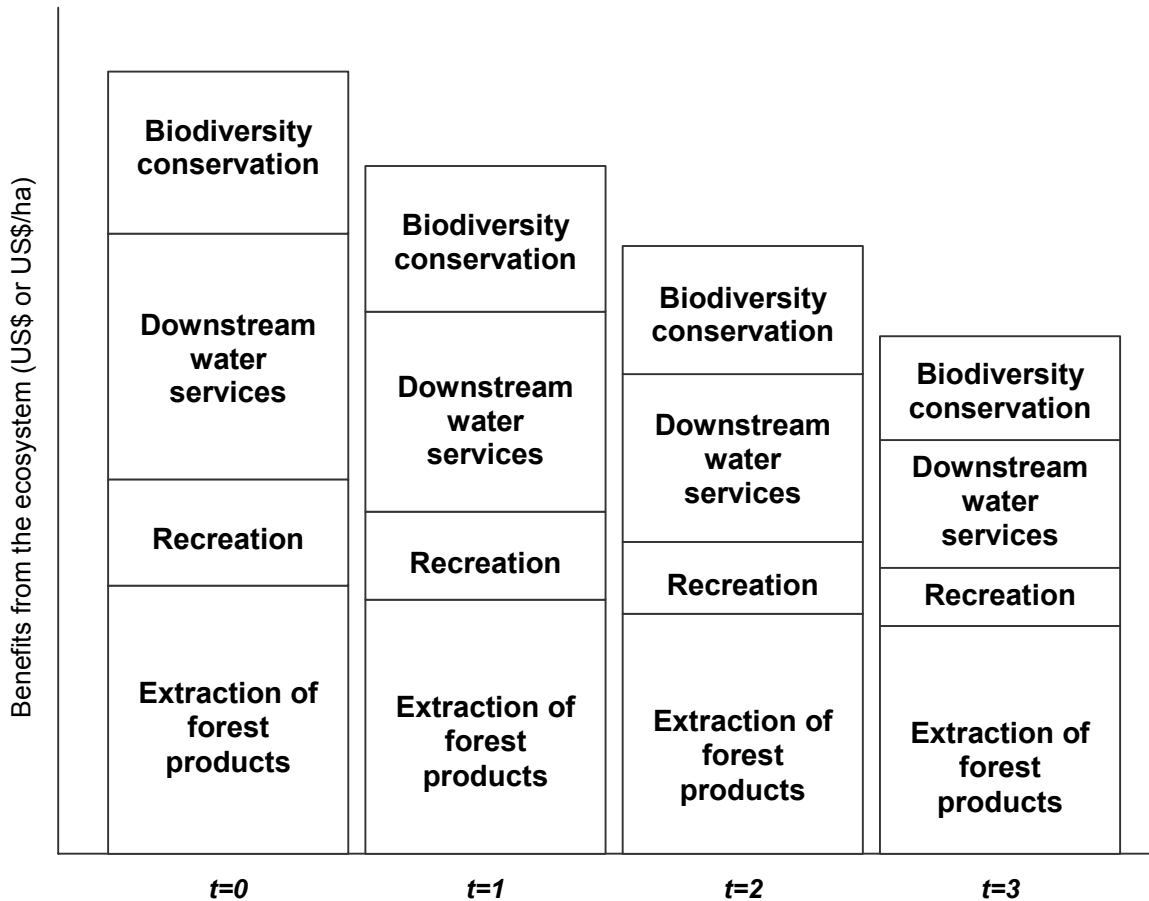 Benefits from the ecosystem (US$ or US$/ha)
Biodiversity
conservation
Downstream
water
services
Recreation
Extraction of
forest
products
Biodiversity
conservation
Downstream
water
services
Recreation
Extraction of
forest
products
Biodiversity
conservation
Downstream
water
services
Recreation
Extraction of
forest
products
Biodiversity
conservation
Downstream
water
services
Recreation
Extraction of
forest
products
t=0
t=1
t=2
t=3